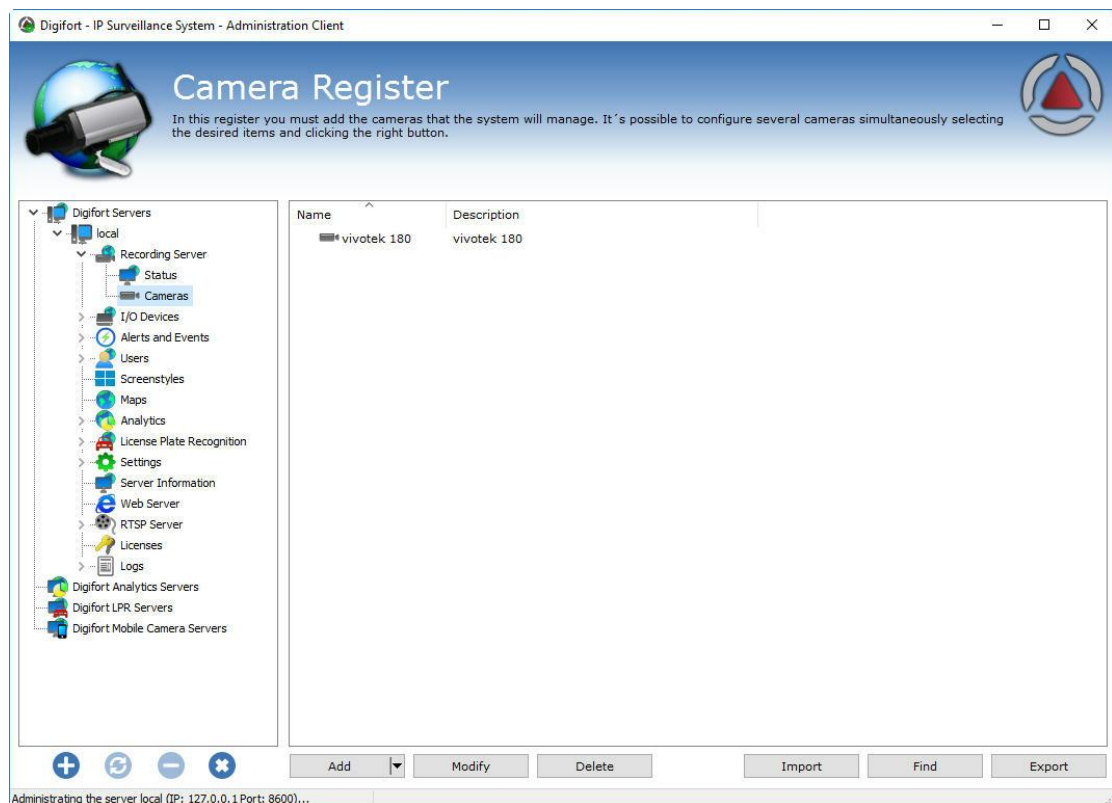 Digifort - IP Surveillance System - Administration Client
Camera Register
In this register you must add the cameras that the system will manage. It´s possible to configure several cameras simultaneously selecting
the desired items and clicking the right button.
Digifort Servers
local
Recording Server
Status
Cameras
I/O Devices
Alerts and Events
Users
Screenstyles
Maps
Analytics
License Plate Recognition
Settings
Server Information
Web Server
RTSP Server
Licenses
Logs
Digifort Analytics Servers
Digifort LPR Servers
Digifort Mobile Camera Servers
Name Description
vivotek 180 vivotek 180
Add Modify Delete Import Find Export
Administrating the server local (IP: 127.0.0.1 Port: 8600)...